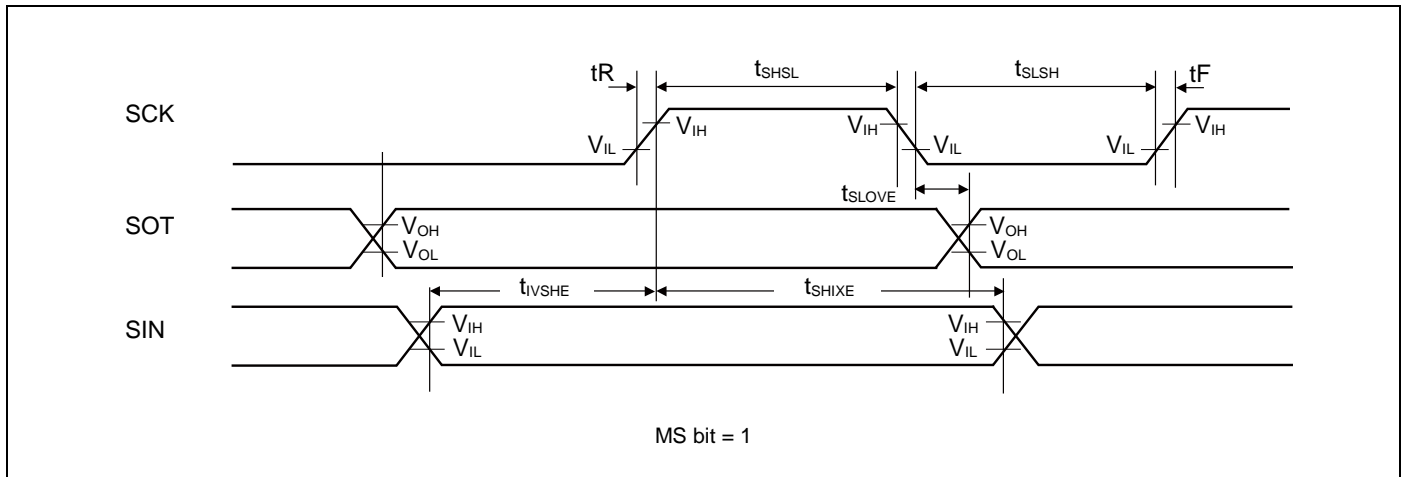 tR tSHSL tSLSH tF
SCK
VIH VIH VIH
VIL VIL VIL
tSLOVE
SOT
VOH VOH
VOL VOL
tIVSHE tSHIXE
SIN
VIH VIH
VIL VIL
MS bit = 1